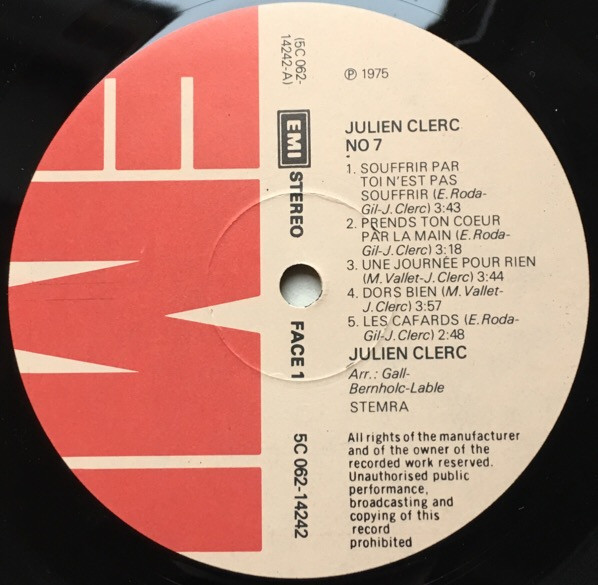 (5C 062-
14242-A)
EMI
STEREO
FACE 1
5C 062-14242
℗ 1975
JULIEN CLERC
NO 7
1. SOUFFRIR PAR
TOI N'EST PAS
SOUFFRIR (E. Roda-
Gil-J. Clerc) 3:43
2. PRENDS TON COEUR
PAR LA MAIN (E. Roda-
Gil-J. Clerc) 3:18
3. UNE JOURNÉE POUR RIEN
(M. Vallet-J. Clerc) 3:44
4. DORS BIEN (M. Vallet-
J. Clerc) 3:57
5. LES CAFARDS (E. Roda-
Gil-J. Clerc) 2:48
JULIEN CLERC
Arr.: Gall-
Bernholc-Lable
STEMRA
All rights of the manufacturer
and of the owner of the
recorded work reserved.
Unauthorised public
performance,
broadcasting and
copying of this
record
prohibited
EMI